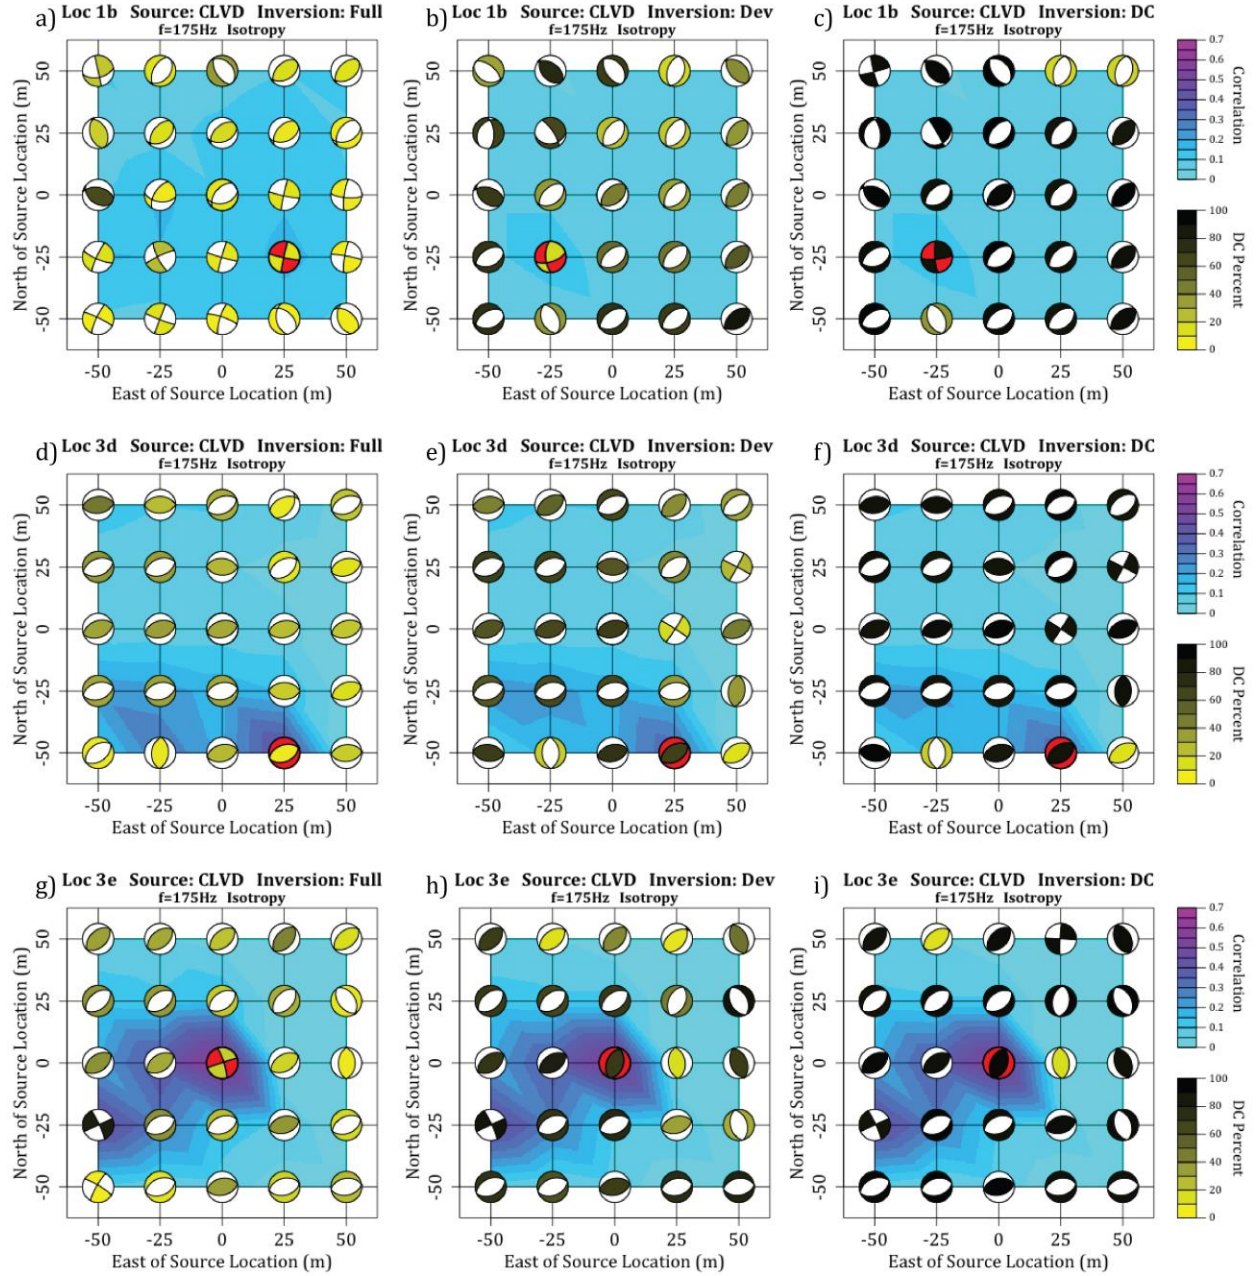 a) Loc 1b Source: CLVD Inversion: Full
f=175Hz Isotropy
b) Loc 1b Source: CLVD Inversion: Dev
f=175Hz Isotropy
c) Loc 1b Source: CLVD Inversion: DC
f=175Hz Isotropy
North of Source Location (m)
50
25
0
-25
-50
-50 -25 0 25 50
East of Source Location (m)
North of Source Location (m)
50
25
0
-25
-50
-50 -25 0 25 50
East of Source Location (m)
North of Source Location (m)
50
25
0
-25
-50
-50 -25 0 25 50
East of Source Location (m)
0.7
0.6
0.5
0.4
0.3
0.2
0.1
0
Correlation
100
80
60
40
20
0
DC Percent
d) Loc 3d Source: CLVD Inversion: Full
f=175Hz Isotropy
e) Loc 3d Source: CLVD Inversion: Dev
f=175Hz Isotropy
f) Loc 3d Source: CLVD Inversion: DC
f=175Hz Isotropy
North of Source Location (m)
50
25
0
-25
-50
-50 -25 0 25 50
East of Source Location (m)
North of Source Location (m)
50
25
0
-25
-50
-50 -25 0 25 50
East of Source Location (m)
North of Source Location (m)
50
25
0
-25
-50
-50 -25 0 25 50
East of Source Location (m)
0.7
0.6
0.5
0.4
0.3
0.2
0.1
0
Correlation
100
80
60
40
20
0
DC Percent
g) Loc 3e Source: CLVD Inversion: Full
f=175Hz Isotropy
h) Loc 3e Source: CLVD Inversion: Dev
f=175Hz Isotropy
i) Loc 3e Source: CLVD Inversion: DC
f=175Hz Isotropy
North of Source Location (m)
50
25
0
-25
-50
-50 -25 0 25 50
East of Source Location (m)
North of Source Location (m)
50
25
0
-25
-50
-50 -25 0 25 50
East of Source Location (m)
North of Source Location (m)
50
25
0
-25
-50
-50 -25 0 25 50
East of Source Location (m)
0.7
0.6
0.5
0.4
0.3
0.2
0.1
0
Correlation
100
80
60
40
20
0
DC Percent